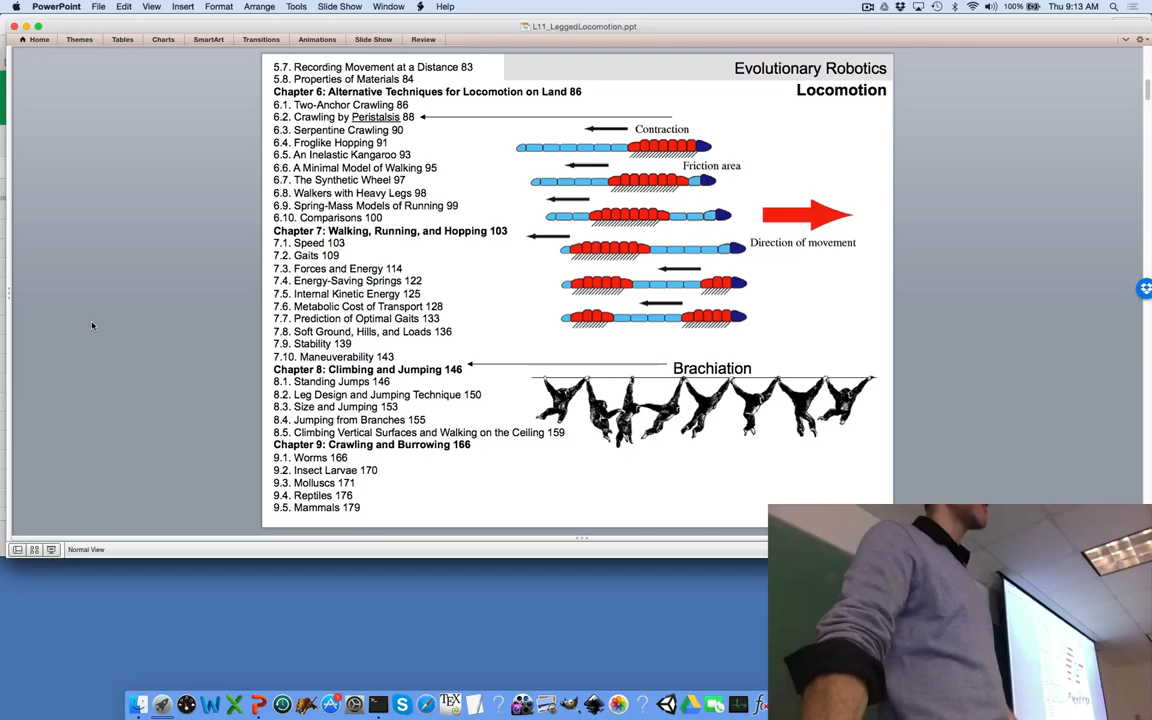 PowerPoint File Edit View Insert Format Arrange Tools Slide Show Window Help 100% Thu 9:13 AM
L11_LeggedLocomotion.ppt
Home Themes Tables Charts SmartArt Transitions Animations Slide Show Review
5.7. Recording Movement at a Distance 83
5.8. Properties of Materials 84
Chapter 6: Alternative Techniques for Locomotion on Land 86
6.1. Two-Anchor Crawling 86
6.2. Crawling by Peristalsis 88
6.3. Serpentine Crawling 90
6.4. Froglike Hopping 91
6.5. An Inelastic Kangaroo 93
6.6. A Minimal Model of Walking 95
6.7. The Synthetic Wheel 97
6.8. Walkers with Heavy Legs 98
6.9. Spring-Mass Models of Running 99
6.10. Comparisons 100
Chapter 7: Walking, Running, and Hopping 103
7.1. Speed 103
7.2. Gaits 109
7.3. Forces and Energy 114
7.4. Energy-Saving Springs 122
7.5. Internal Kinetic Energy 125
7.6. Metabolic Cost of Transport 128
7.7. Prediction of Optimal Gaits 133
7.8. Soft Ground, Hills, and Loads 136
7.9. Stability 139
7.10. Maneuverability 143
Chapter 8: Climbing and Jumping 146
8.1. Standing Jumps 146
8.2. Leg Design and Jumping Technique 150
8.3. Size and Jumping 153
8.4. Jumping from Branches 155
8.5. Climbing Vertical Surfaces and Walking on the Ceiling 159
Chapter 9: Crawling and Burrowing 166
9.1. Worms 166
9.2. Insect Larvae 170
9.3. Molluscs 171
9.4. Reptiles 176
9.5. Mammals 179
Evolutionary Robotics
Locomotion
Contraction
Friction area
Direction of movement
Brachiation
Normal View
TEX